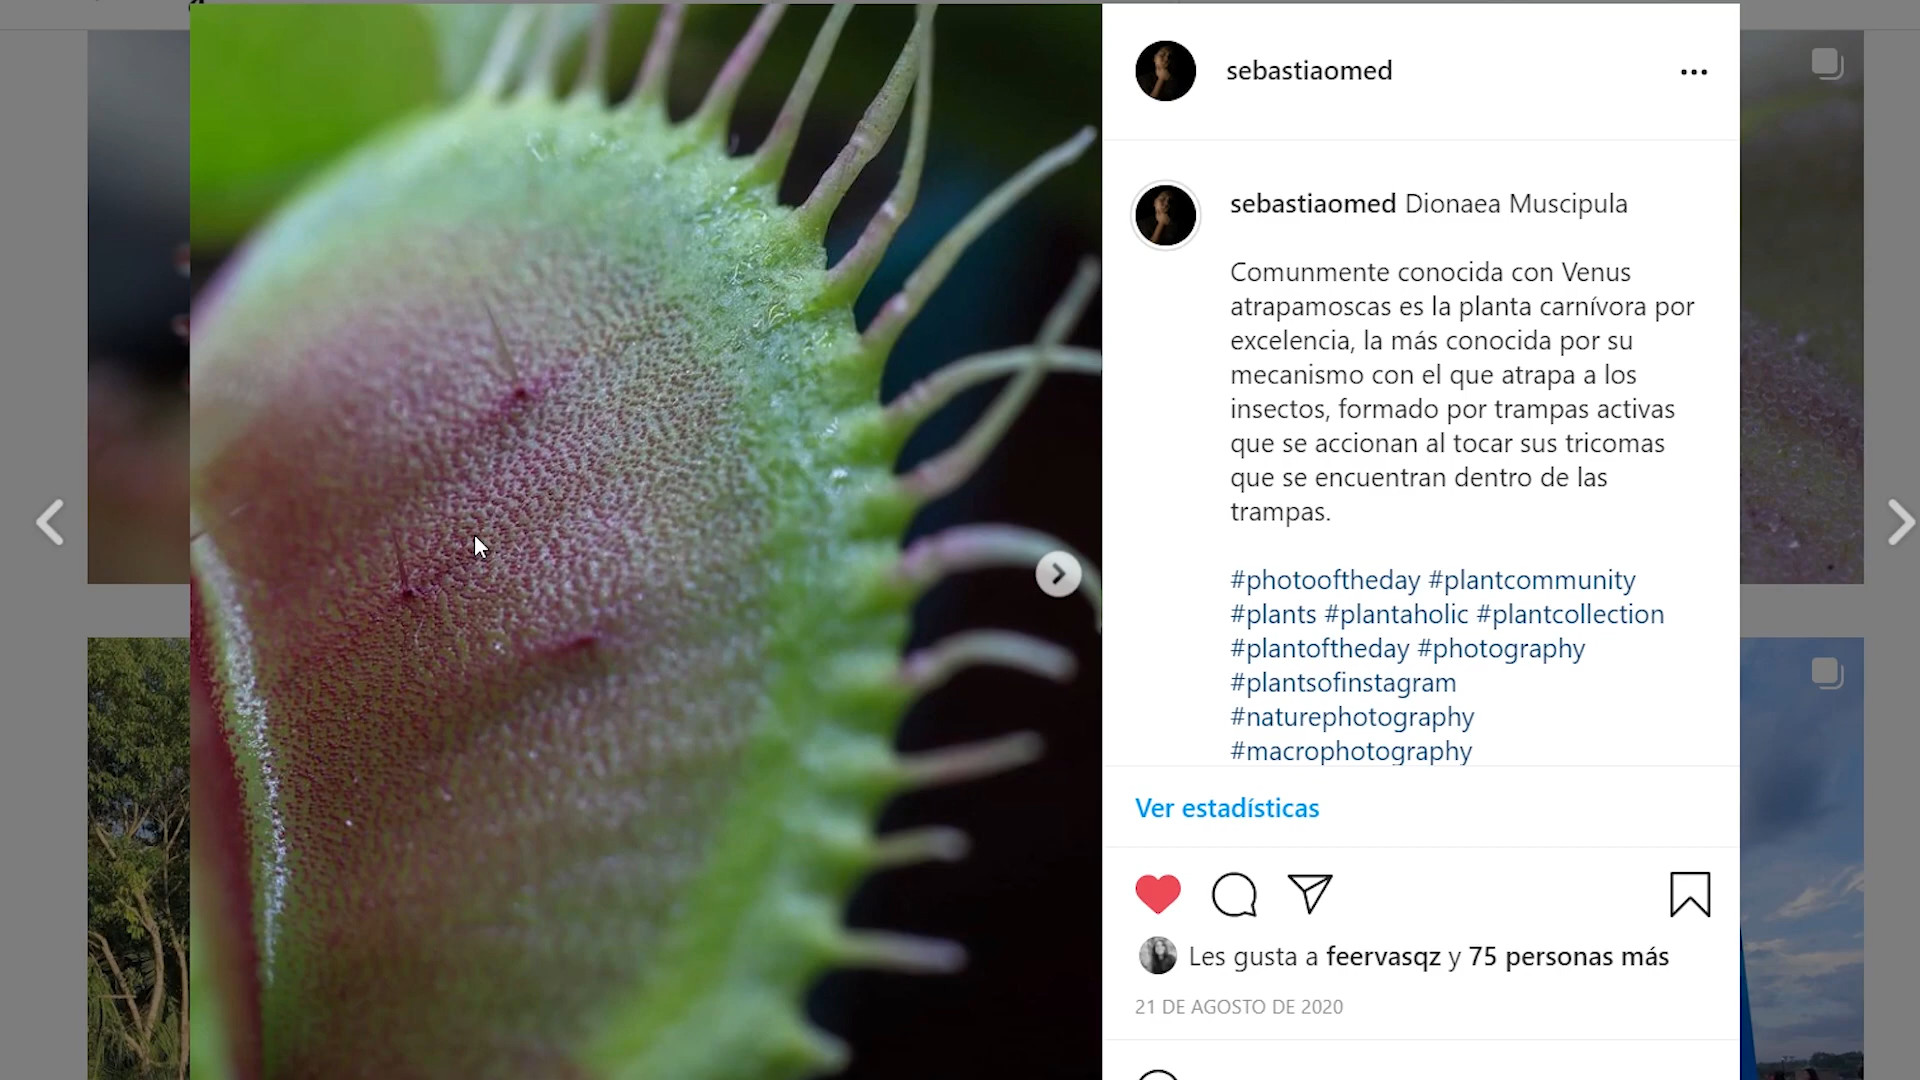 sebastiaomed
sebastiaomed Dionaea Muscipula
Comunmente conocida con Venus
atrapamoscas es la planta carnívora por
excelencia, la más conocida por su
mecanismo con el que atrapa a los
insectos, formado por trampas activas
que se accionan al tocar sus tricomas
que se encuentran dentro de las
trampas.
#photooftheday #plantcommunity
#plants #plantaholic #plantcollection
#plantoftheday #photography
#plantsofinstagram
#naturephotography
#macrophotography
Ver estadísticas
Les gusta a feervasqz y 75 personas más
21 DE AGOSTO DE 2020